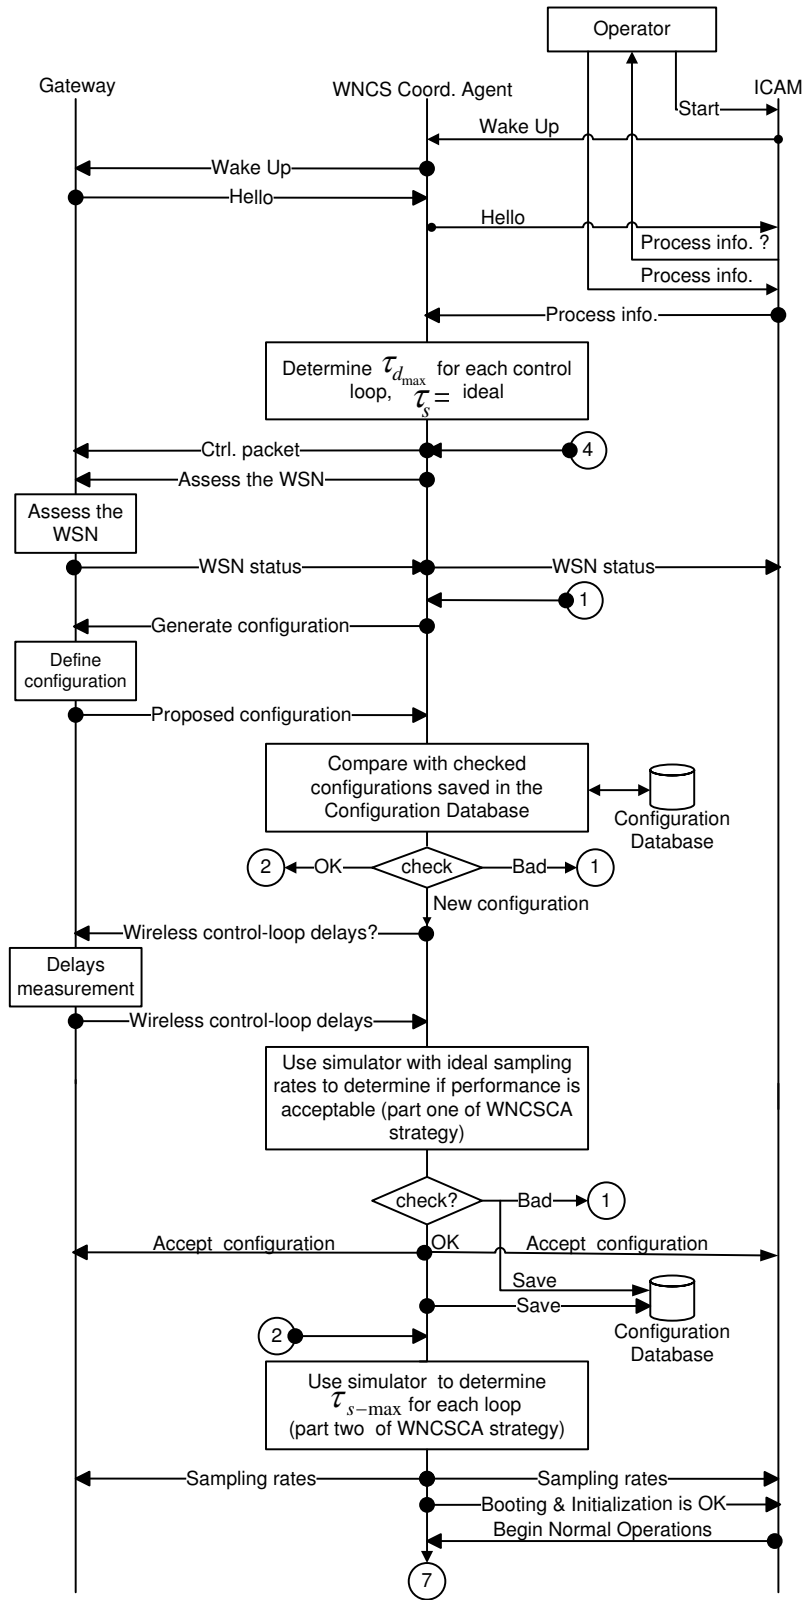 Operator
Gateway
WNCS Coord. Agent
ICAM
Start
Wake Up
Wake Up
Hello
Hello
Process info. ?
Process info.
Process info.
Determine τdmax for each control
loop, τs = ideal
Ctrl. packet
4
Assess the WSN
Assess the
WSN
WSN status
WSN status
1
Generate configuration
Define
configuration
Proposed configuration
Compare with checked
configurations saved in the
Configuration Database
Configuration
Database
2
OK
check
Bad
1
New configuration
Wireless control-loop delays?
Delays
measurement
Wireless control-loop delays
Use simulator with ideal sampling
rates to determine if performance is
acceptable (part one of WNCSCA
strategy)
check?
Bad
1
Accept configuration
OK
Accept configuration
Save
Save
Configuration
Database
2
Use simulator to determine
τs−max for each loop
(part two of WNCSCA strategy)
Sampling rates
Sampling rates
Booting & Initialization is OK
Begin Normal Operations
7